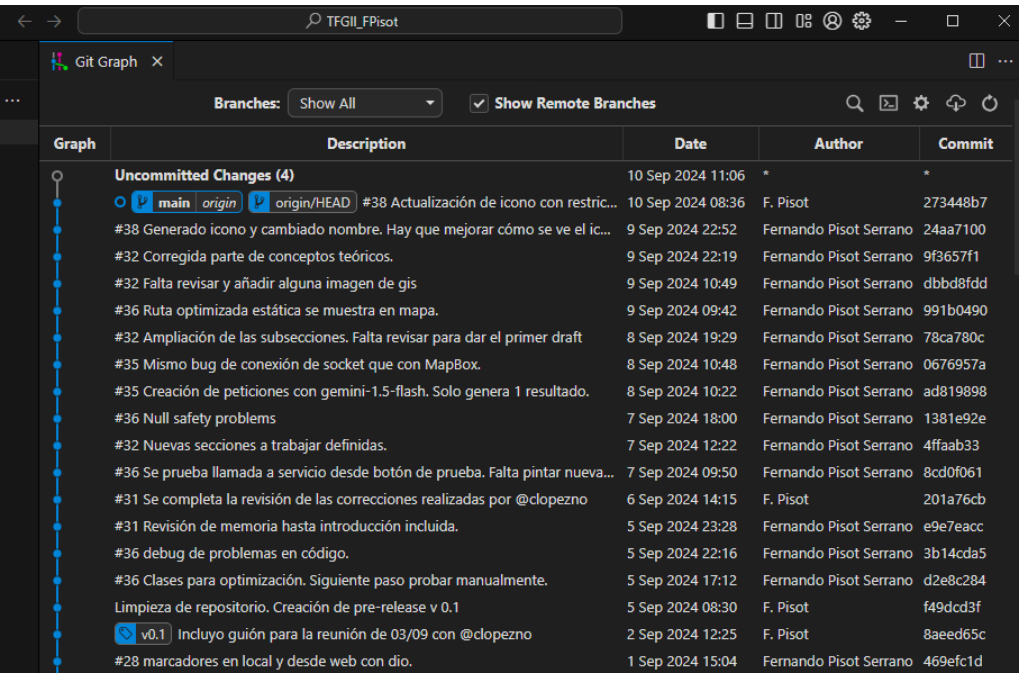 TFGII_FPisot
Git Graph
Branches: Show All Show Remote Branches
Graph Description Date Author Commit
Uncommitted Changes (4) 10 Sep 2024 11:06 * *
main origin origin/HEAD #38 Actualización de icono con restric... 10 Sep 2024 08:36 F. Pisot 273448b7
#38 Generado icono y cambiado nombre. Hay que mejorar cómo se ve el ic... 9 Sep 2024 22:52 Fernando Pisot Serrano 24aa7100
#32 Corregida parte de conceptos teóricos. 9 Sep 2024 22:19 Fernando Pisot Serrano 9f3657f1
#32 Falta revisar y añadir alguna imagen de gis 9 Sep 2024 10:49 Fernando Pisot Serrano dbbd8fdd
#36 Ruta optimizada estática se muestra en mapa. 9 Sep 2024 09:42 Fernando Pisot Serrano 991b0490
#32 Ampliación de las subsecciones. Falta revisar para dar el primer draft 8 Sep 2024 19:29 Fernando Pisot Serrano 78ca780c
#35 Mismo bug de conexión de socket que con MapBox. 8 Sep 2024 10:48 Fernando Pisot Serrano 0676957a
#35 Creación de peticiones con gemini-1.5-flash. Solo genera 1 resultado. 8 Sep 2024 10:22 Fernando Pisot Serrano ad819898
#36 Null safety problems 7 Sep 2024 18:00 Fernando Pisot Serrano 1381e92e
#32 Nuevas secciones a trabajar definidas. 7 Sep 2024 12:22 Fernando Pisot Serrano 4ffaab33
#36 Se prueba llamada a servicio desde botón de prueba. Falta pintar nueva... 7 Sep 2024 09:50 Fernando Pisot Serrano 8cd0f061
#31 Se completa la revisión de las correcciones realizadas por @clopezno 6 Sep 2024 14:15 F. Pisot 201a76cb
#31 Revisión de memoria hasta introducción incluida. 5 Sep 2024 23:28 Fernando Pisot Serrano e9e7eacc
#36 debug de problemas en código. 5 Sep 2024 22:16 Fernando Pisot Serrano 3b14cda5
#36 Clases para optimización. Siguiente paso probar manualmente. 5 Sep 2024 17:12 Fernando Pisot Serrano d2e8c284
Limpieza de repositorio. Creación de pre-release v 0.1 5 Sep 2024 08:30 F. Pisot f49dcd3f
v0.1 Incluyo guión para la reunión de 03/09 con @clopezno 2 Sep 2024 12:25 F. Pisot 8aeed65c
#28 marcadores en local y desde web con dio. 1 Sep 2024 15:04 Fernando Pisot Serrano 469efc1d